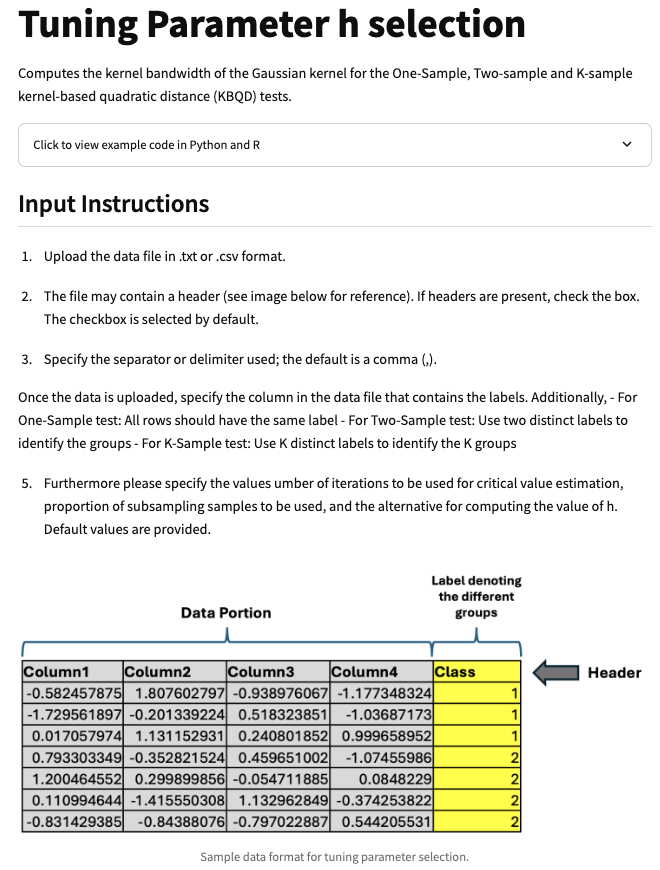 Tuning Parameter h selection
Computes the kernel bandwidth of the Gaussian kernel for the One-Sample, Two-sample and K-sample
kernel-based quadratic distance (KBQD) tests.
Click to view example code in Python and R
Input Instructions
1. Upload the data file in .txt or .csv format.
2. The file may contain a header (see image below for reference). If headers are present, check the box.
The checkbox is selected by default.
3. Specify the separator or delimiter used; the default is a comma (,).
Once the data is uploaded, specify the column in the data file that contains the labels. Additionally, - For
One-Sample test: All rows should have the same label - For Two-Sample test: Use two distinct labels to
identify the groups - For K-Sample test: Use K distinct labels to identify the K groups
5. Furthermore please specify the values umber of iterations to be used for critical value estimation,
proportion of subsampling samples to be used, and the alternative for computing the value of h.
Default values are provided.
Label denoting
the different
groups
Data Portion
Column1 Column2 Column3 Column4 Class
Header
-0.582457875 1.807602797 -0.938976067 -1.177348324 1
-1.729561897 -0.201339224 0.518323851 -1.03687173 1
0.017057974 1.131152931 0.240801852 0.999658952 1
0.793303349 -0.352821524 0.459651002 -1.07455986 2
1.200464552 0.299899856 -0.054711885 0.0848229 2
0.110994644 -1.415550308 1.132962849 -0.374253822 2
-0.831429385 -0.84388076 -0.797022887 0.544205531 2
Sample data format for tuning parameter selection.